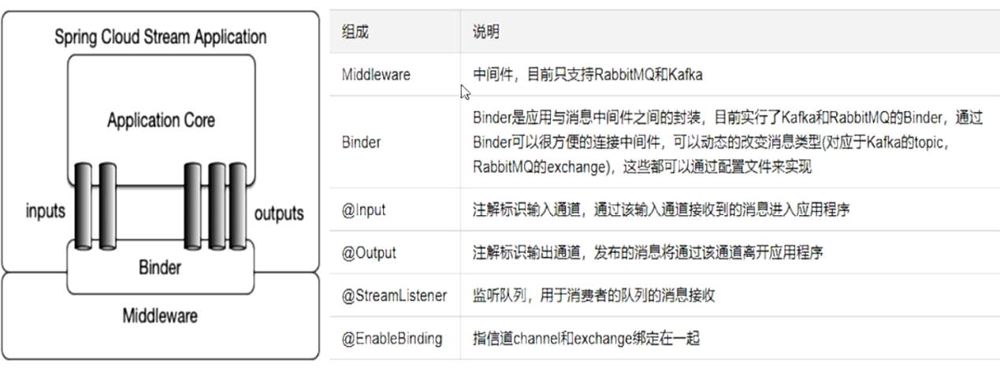 Spring Cloud Stream Application
Application Core
inputs
outputs
Binder
Middleware
组成
说明
Middleware
中间件，目前只支持RabbitMQ和Kafka
Binder
Binder是应用与消息中间件之间的封装，目前实行了Kafka和RabbitMQ的Binder，通过
Binder可以很方便的连接中间件，可以动态的改变消息类型(对应于Kafka的topic，
RabbitMQ的exchange)，这些都可以通过配置文件来实现
@Input
注解标识输入通道，通过该输入通道接收到的消息进入应用程序
@Output
注解标识输出通道，发布的消息将通过该通道离开应用程序
@StreamListener
监听队列，用于消费者的队列的消息接收
@EnableBinding
指信道channel和exchange绑定在一起